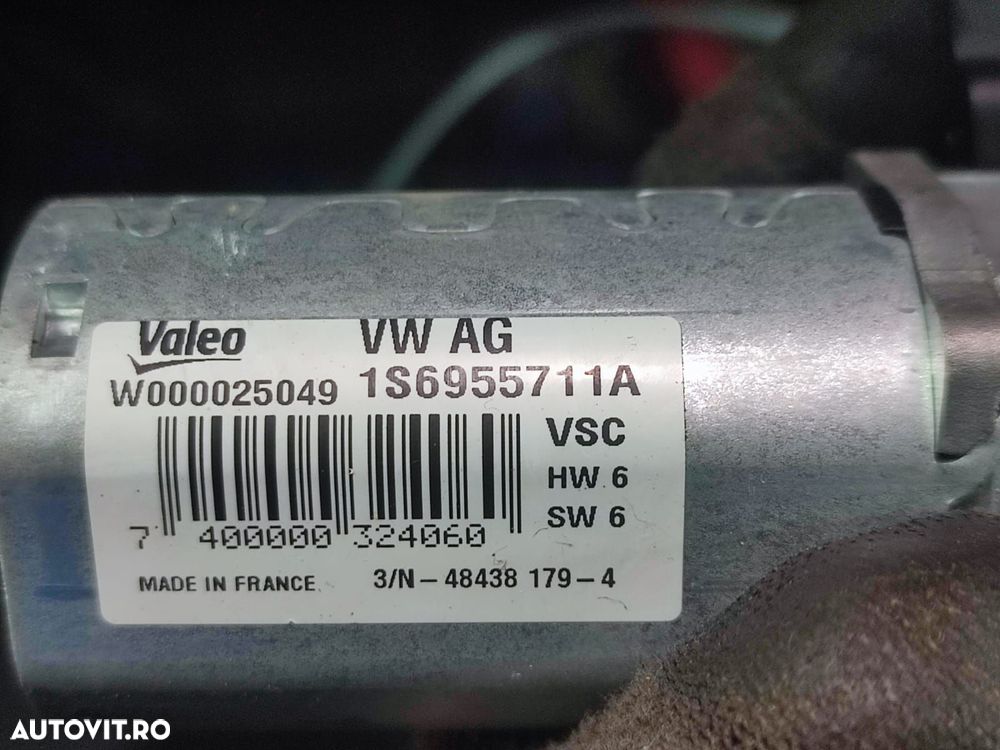 Valeo VW AG
W000025049 1S6955711A
VSC
HW 6
SW 6
7 400000 324060
MADE IN FRANCE 3/N-48438 179-4
AUTOVIT.RO